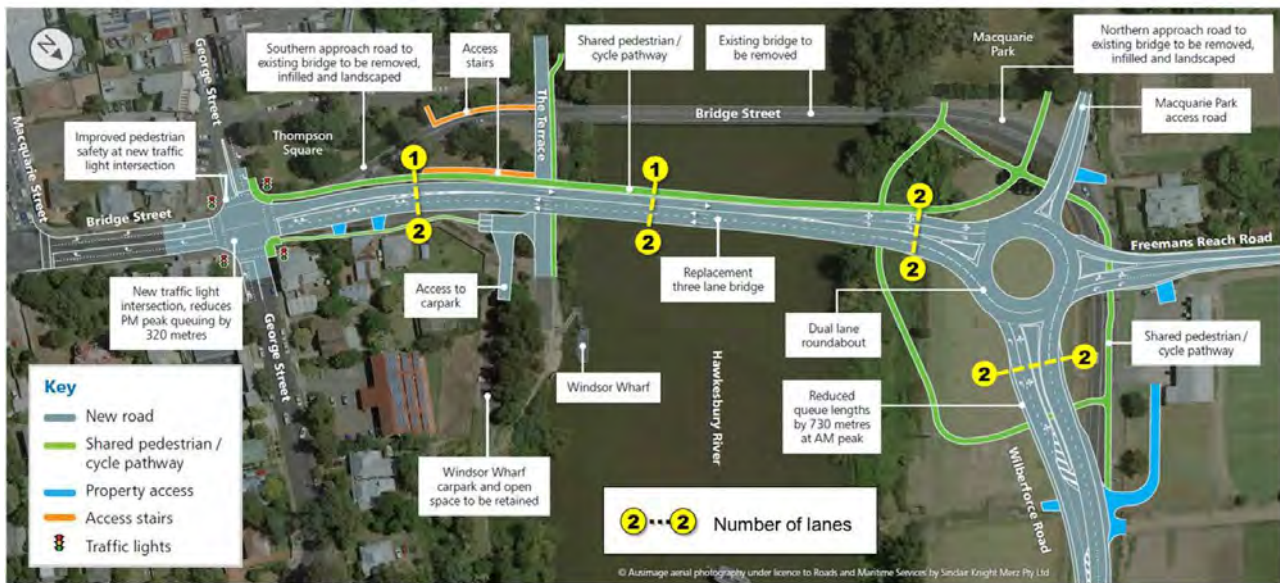 N
Macquarie Street
George Street
Southern approach road to
existing bridge to be removed,
infilled and landscaped
Access
stairs
Shared pedestrian /
cycle pathway
Existing bridge to
be removed
Macquarie
Park
Northern approach road to
existing bridge to be removed,
infilled and landscaped
Macquarie Park
access road
Improved pedestrian
safety at new traffic
light intersection
Thompson
Square
The Terrace
Bridge Street
Bridge Street
1
2
1
2
2
2
2
2
Freemans Reach Road
New traffic light
intersection, reduces
PM peak queuing by
320 metres
George Street
Access to
carpark
Replacement
three lane bridge
Dual lane
roundabout
Shared pedestrian /
cycle pathway
Windsor Wharf
Hawkesbury River
Reduced
queue lengths
by 730 metres
at AM peak
Wilberforce Road
Windsor Wharf
carpark and open
space to be retained
Key
New road
Shared pedestrian /
cycle pathway
Property access
Access stairs
Traffic lights
2 2 Number of lanes
© Ausimage aerial photography under licence to Roads and Maritime Services by Sinclair Knight Merz Pty Ltd